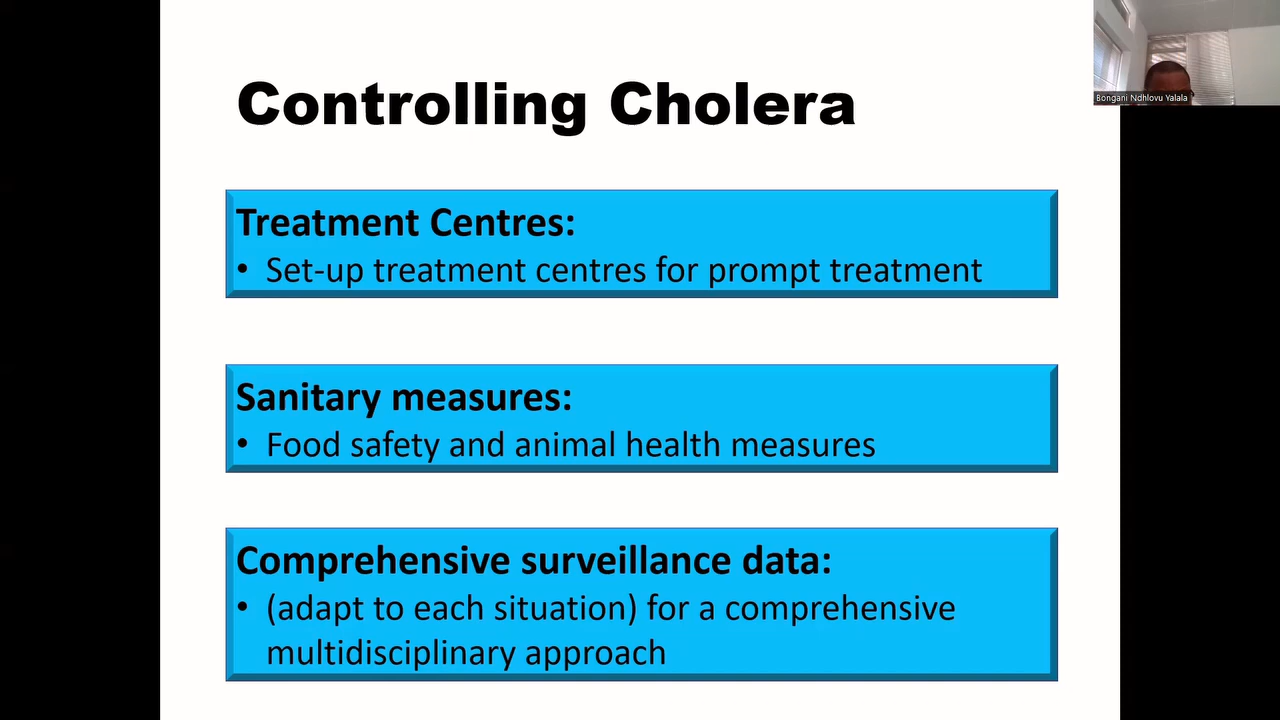 Controlling Cholera
Bongani Ndhlovu Yalala
Treatment Centres:
• Set-up treatment centres for prompt treatment
Sanitary measures:
• Food safety and animal health measures
Comprehensive surveillance data:
• (adapt to each situation) for a comprehensive
multidisciplinary approach